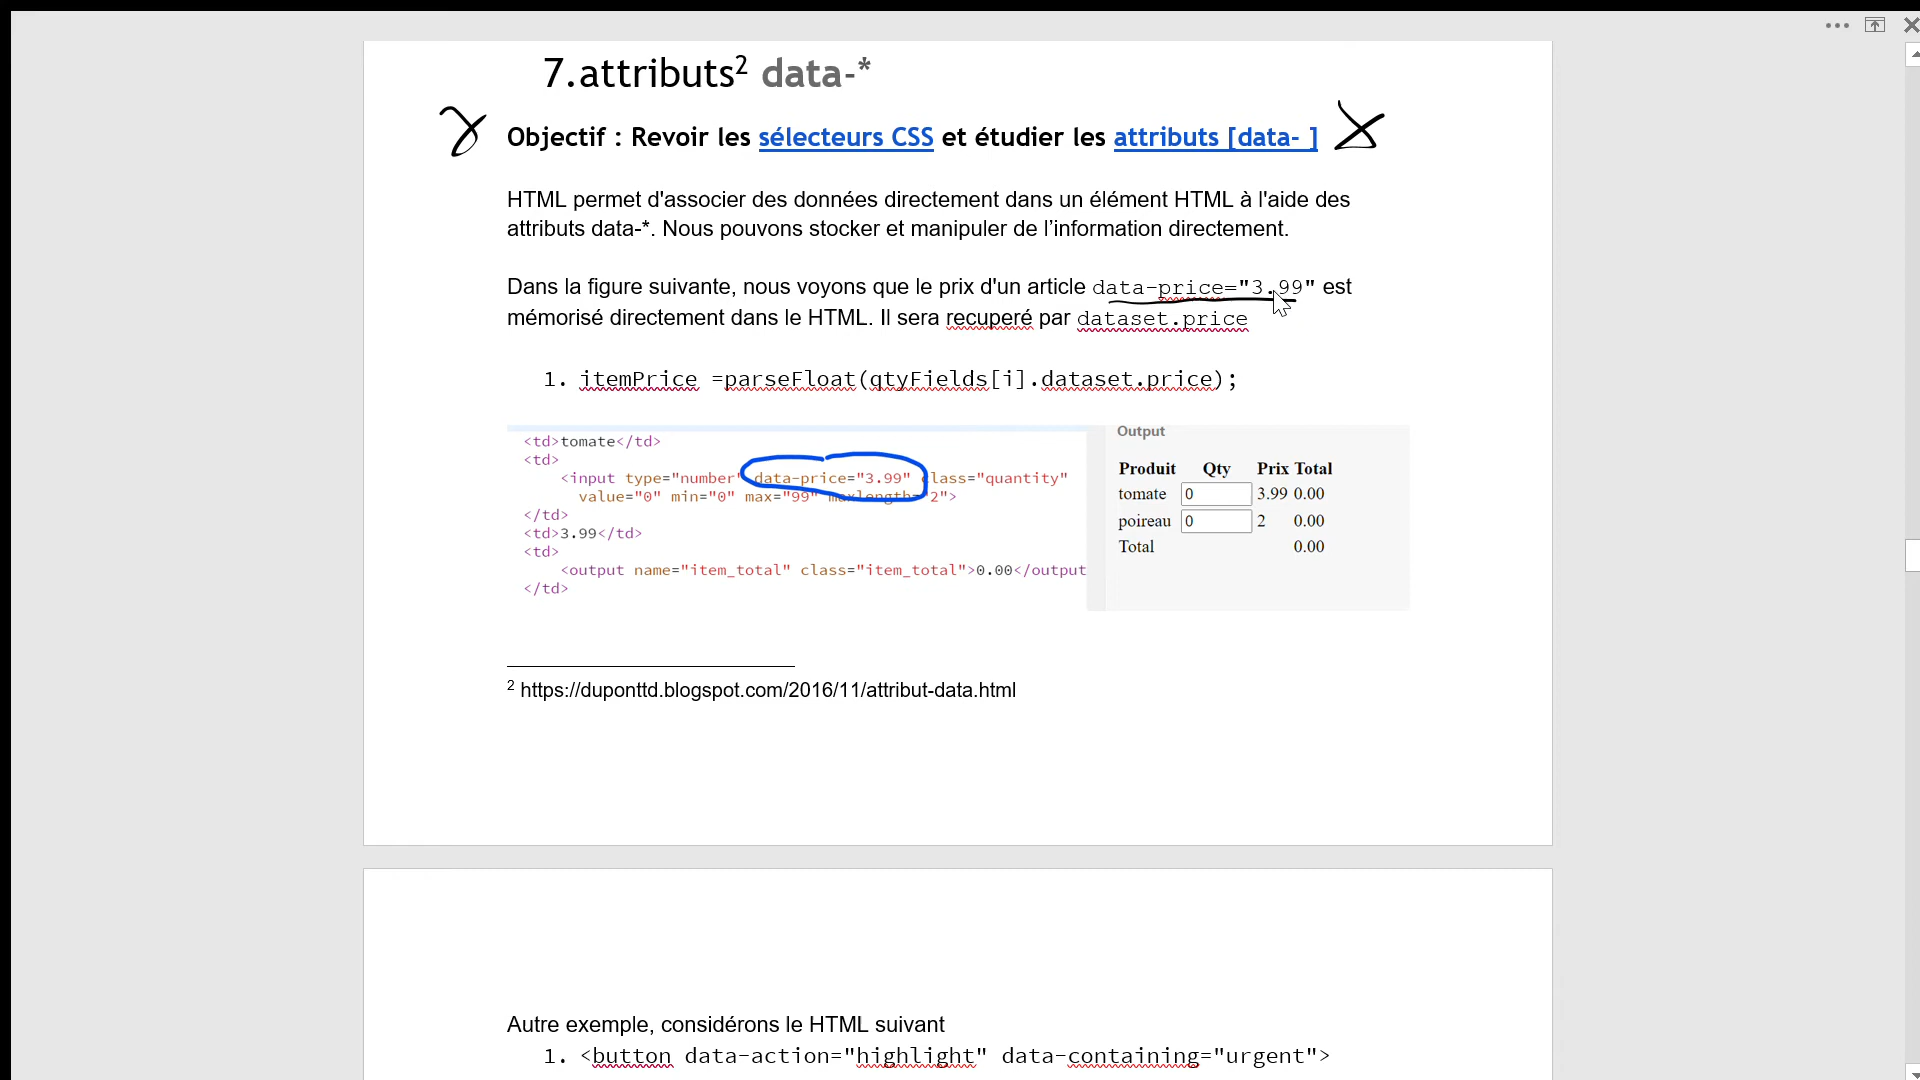 7.attributs² data-*
Objectif : Revoir les sélecteurs CSS et étudier les attributs [data- ]
HTML permet d'associer des données directement dans un élément HTML à l'aide des
attributs data-*. Nous pouvons stocker et manipuler de l’information directement.
Dans la figure suivante, nous voyons que le prix d'un article data-price="3.99" est
mémorisé directement dans le HTML. Il sera recuperé par dataset.price
1. itemPrice =parseFloat(qtyFields[i].dataset.price);
<td>tomate</td>
<td>
<input type="number" data-price="3.99" class="quantity"
value="0" min="0" max="99" maxlength="2">
</td>
<td>3.99</td>
<td>
<output name="item_total" class="item_total">0.00</output
</td>
Output
Produit Qty Prix Total
tomate 0 3.99 0.00
poireau 0 2 0.00
Total 0.00
² https://duponttd.blogspot.com/2016/11/attribut-data.html
Autre exemple, considérons le HTML suivant
1. <button data-action="highlight" data-containing="urgent">